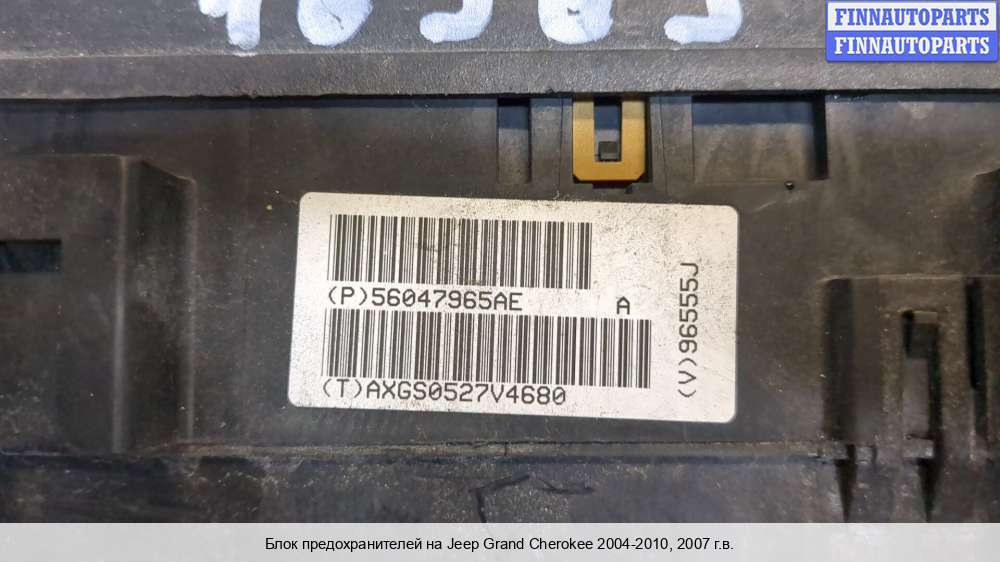 FINNAUTOPARTS
FINNAUTOPARTS
(P)56047965AE A
(T)AXGS0527V4680
(V)96555J
Блок предохранителей на Jeep Grand Cherokee 2004-2010, 2007 г.в.